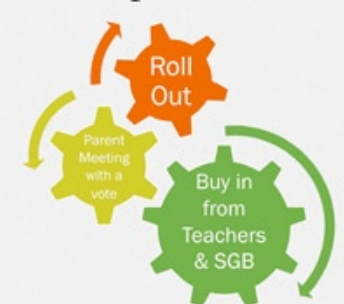 Roll
Out
Parent
Meeting
with a
vote
Buy in
from
Teachers
& SGB